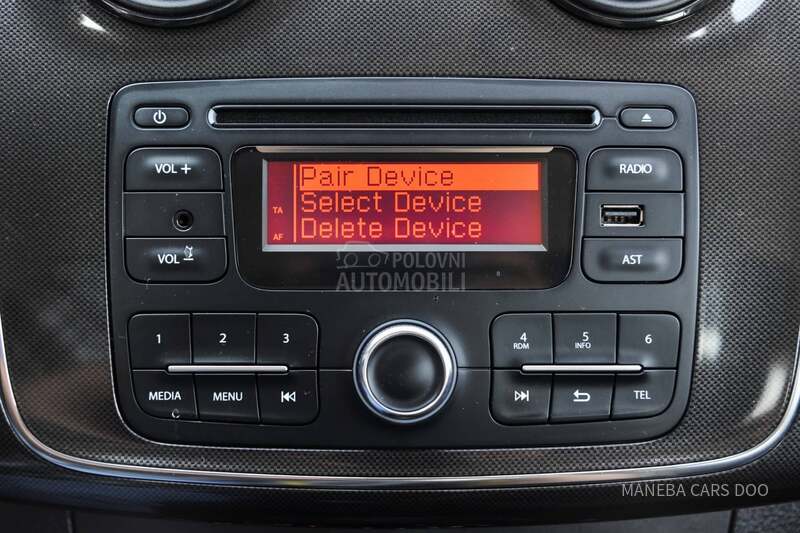 VOL +
RADIO
Pair Device
Select Device
Delete Device
TA
AF
VOL -
AST
POLOVNI
AUTOMOBILI
1 2 3
4 5 6
RDM INFO
MEDIA MENU
TEL
MANEBA CARS DOO